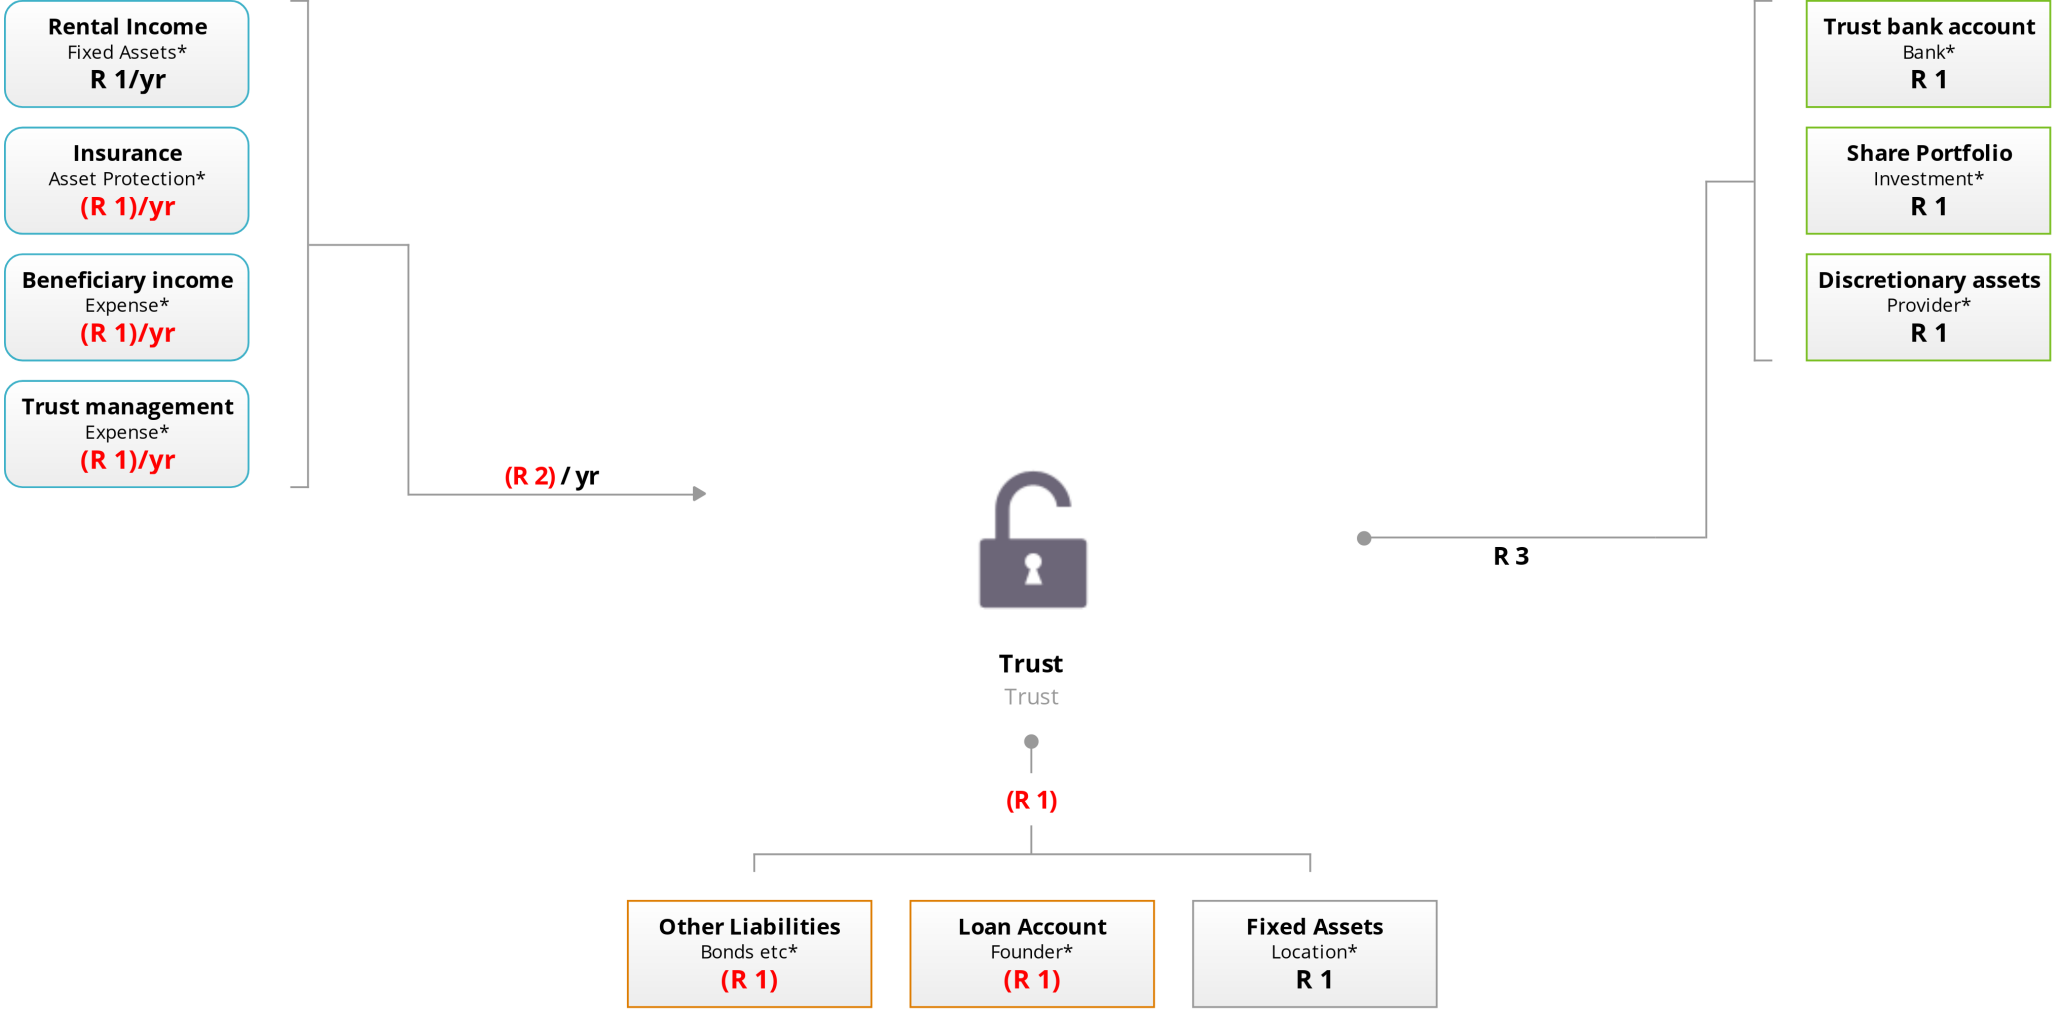 Rental Income
Fixed Assets*
R 1/yr
Insurance
Asset Protection*
(R 1)/yr
Beneficiary income
Expense*
(R 1)/yr
Trust management
Expense*
(R 1)/yr
(R 2) / yr
Trust bank account
Bank*
R 1
Share Portfolio
Investment*
R 1
Discretionary assets
Provider*
R 1
R 3
Trust
Trust
(R 1)
Other Liabilities
Bonds etc*
(R 1)
Loan Account
Founder*
(R 1)
Fixed Assets
Location*
R 1